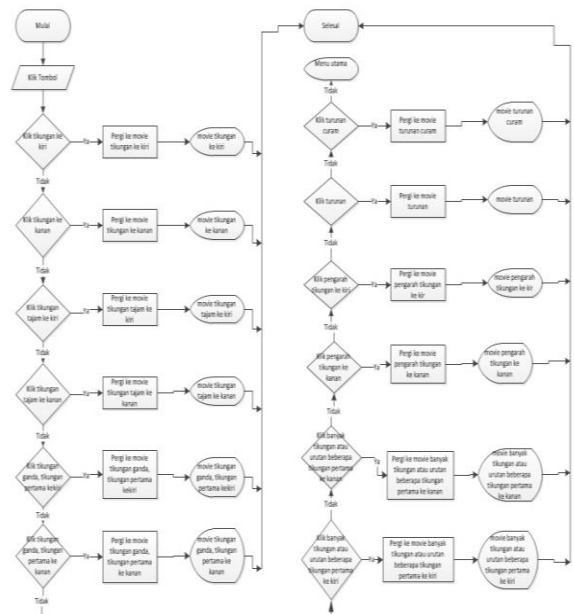 Mulai
Klik Tombol
Klik tikungan ke
kiri
Ya
Pergi ke movie
tikungan ke kiri
movie tikungan
ke kiri
Tidak
Klik tikungan ke
kanan
Ya
Pergi ke movie
tikungan ke kanan
movie tikungan
ke kanan
Tidak
Klik tikungan
tajam ke kiri
Ya
Pergi ke movie
tikungan tajam ke
kiri
movie tikungan
tajam ke kiri
Tidak
Klik tikungan
tajam ke kanan
Ya
Pergi ke movie
tikungan tajam ke
kanan
movie tikungan
tajam ke kanan
Tidak
Klik tikungan
ganda, tikungan
pertama kekiri
Ya
Pergi ke movie
tikungan ganda,
tikungan pertama
kekiri
movie tikungan
ganda, tikungan
pertama kekiri
Tidak
Klik tikungan
ganda, tikungan
pertama ke
kanan
Ya
Pergi ke movie
tikungan ganda,
tikungan pertama
ke kanan
movie tikungan
ganda, tikungan
pertama ke
kanan
Tidak
Selesai
Menu utama
Tidak
Klik turunan
curam
Ya
Pergi ke movie
turunan curam
movie turunan
curam
Tidak
Klik turunan
Ya
Pergi ke movie
turunan
movie turunan
Tidak
Klik pengarah
tikungan ke kiri
Ya
Pergi ke movie
pengarah tikungan
ke kir
movie pengarah
tikungan ke kir
Tidak
Klik pengarah
tikungan ke
kanan
Ya
Pergi ke movie
pengarah tikungan
ke kanan
movie pengarah
tikungan ke
kanan
Tidak
Klik banyak
tikungan atau
urutan beberapa
tikungan pertama
ke kanan
Ya
Pergi ke movie banyak
tikungan atau urutan
beberapa tikungan
pertama ke kanan
movie banyak
tikungan atau
urutan beberapa
tikungan pertama
ke kanan
Tidak
Klik banyak
tikungan atau
urutan beberapa
tikungan pertama
ke kiri
Ya
Pergi ke movie banyak
tikungan atau urutan
beberapa tikungan
pertama ke kiri
movie banyak
tikungan atau
urutan beberapa
tikungan pertama
ke kiri